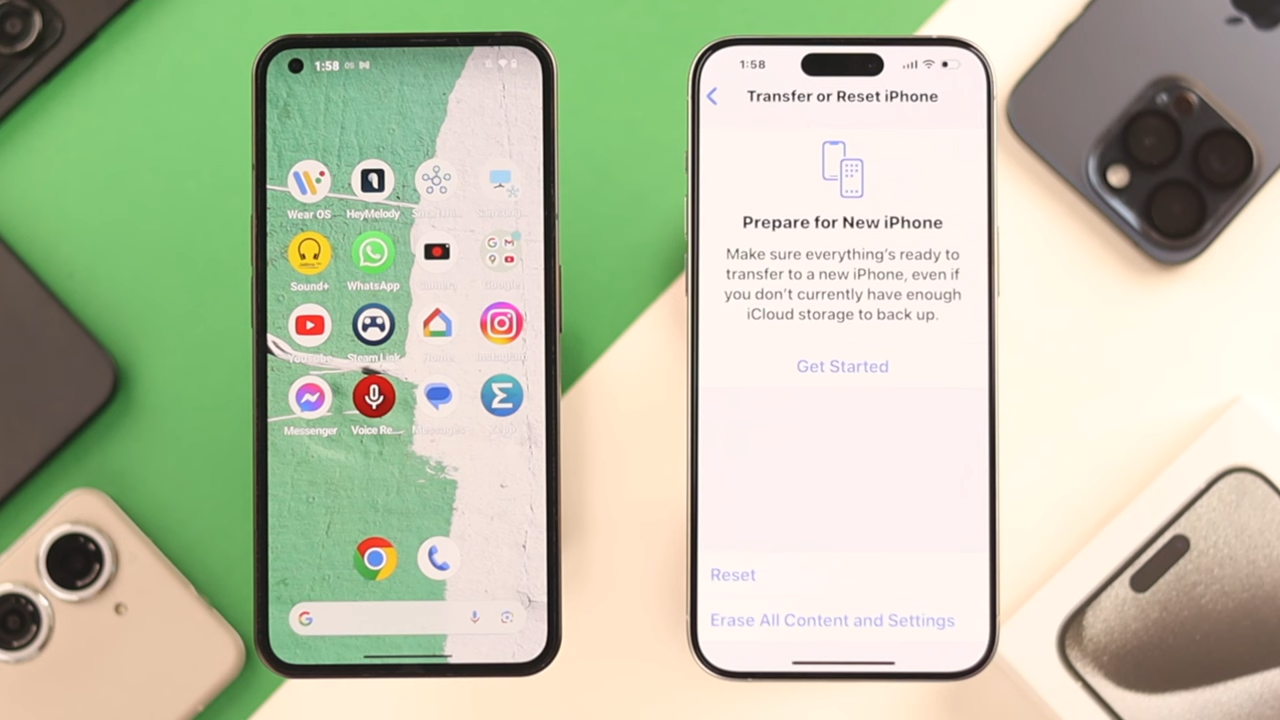 1:58
Wear OS
HeyMelody
Sound+
WhatsApp
YouTube
Steam Link
Home
Instagram
Messenger
Voice Re...
Messages
Zepp
1:58
Transfer or Reset iPhone
Prepare for New iPhone
Make sure everything's ready to
transfer to a new iPhone, even if
you don't currently have enough
iCloud storage to back up.
Get Started
Reset
Erase All Content and Settings